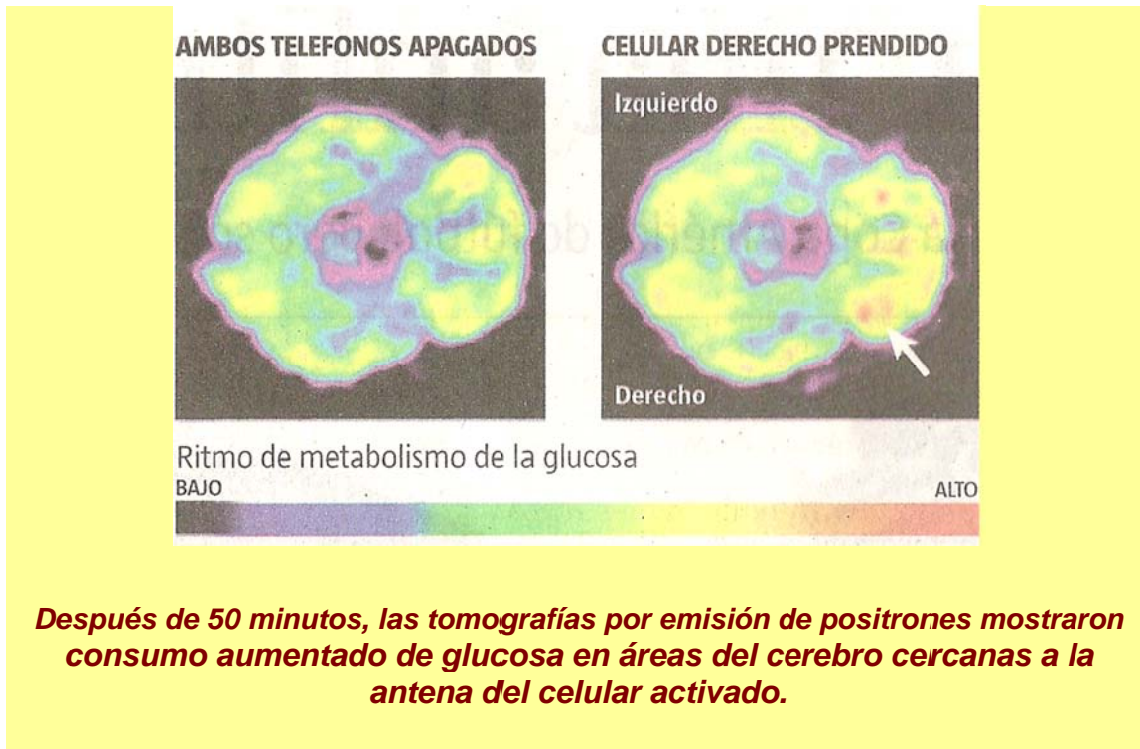 AMBOS TELEFONOS APAGADOS
CELULAR DERECHO PRENDIDO
Izquierdo
Derecho
Ritmo de metabolismo de la glucosa
BAJO
ALTO
Después de 50 minutos, las tomografías por emisión de positrones mostraron
consumo aumentado de glucosa en áreas del cerebro cercanas a la
antena del celular activado.